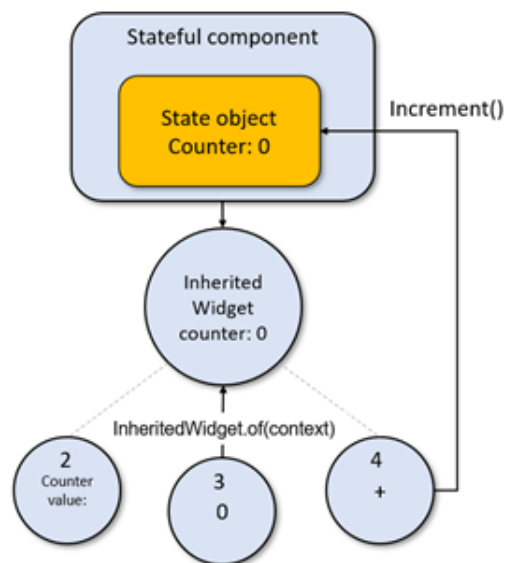 Stateful component
State object
Counter: 0
Increment()
Inherited
Widget
counter: 0
InheritedWidget.of(context)
2
Counter
value:
3
0
4
+